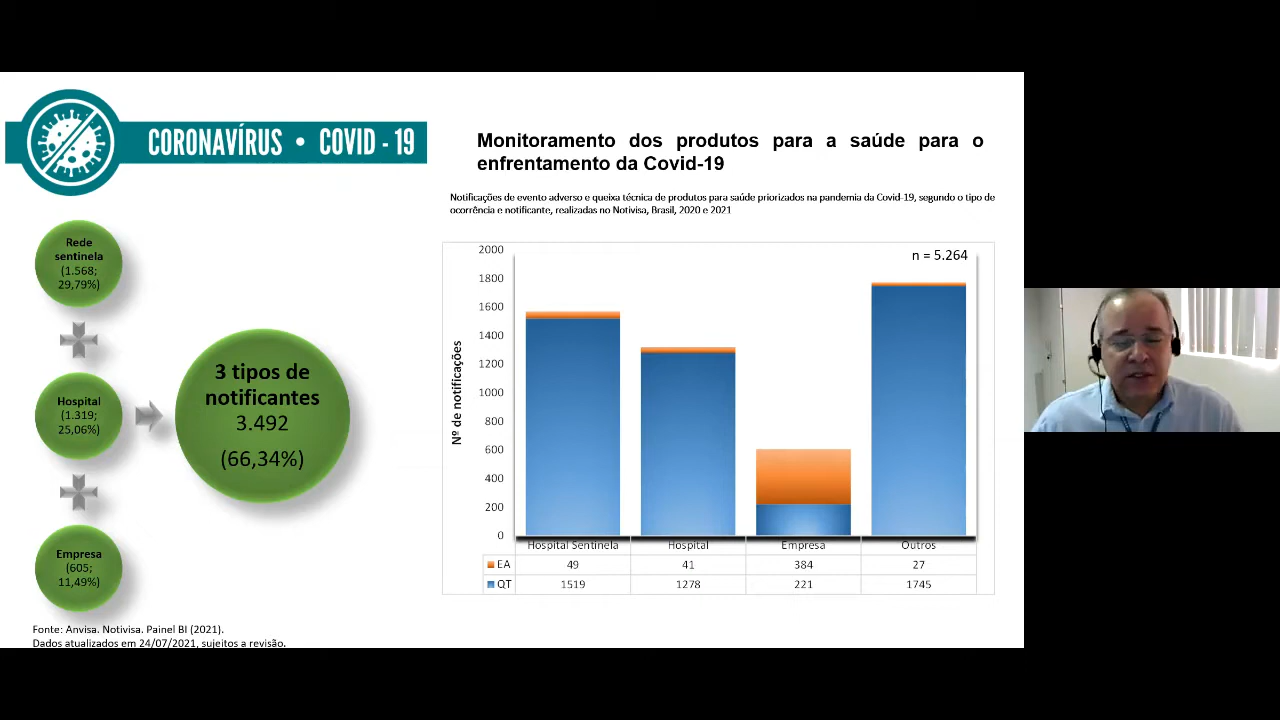 CORONAVÍRUS • COVID - 19
Monitoramento dos produtos para a saúde para o
enfrentamento da Covid-19
Notificações de evento adverso e queixa técnica de produtos para saúde priorizados na pandemia da Covid-19, segundo o tipo de
ocorrência e notificante, realizadas no Notivisa, Brasil, 2020 e 2021
Rede
sentinela
(1.568;
29,79%)
Hospital
(1.319;
25,06%)
Empresa
(605;
11,49%)
3 tipos de
notificantes
3.492
(66,34%)
n = 5.264
Nº de notificações
2000
1800
1600
1400
1200
1000
800
600
400
200
0
Hospital Sentinela Hospital Empresa Outros
EA 49 41 384 27
QT 1519 1278 221 1745
Fonte: Anvisa. Notivisa. Painel BI (2021).
Dados atualizados em 24/07/2021, sujeitos a revisão.